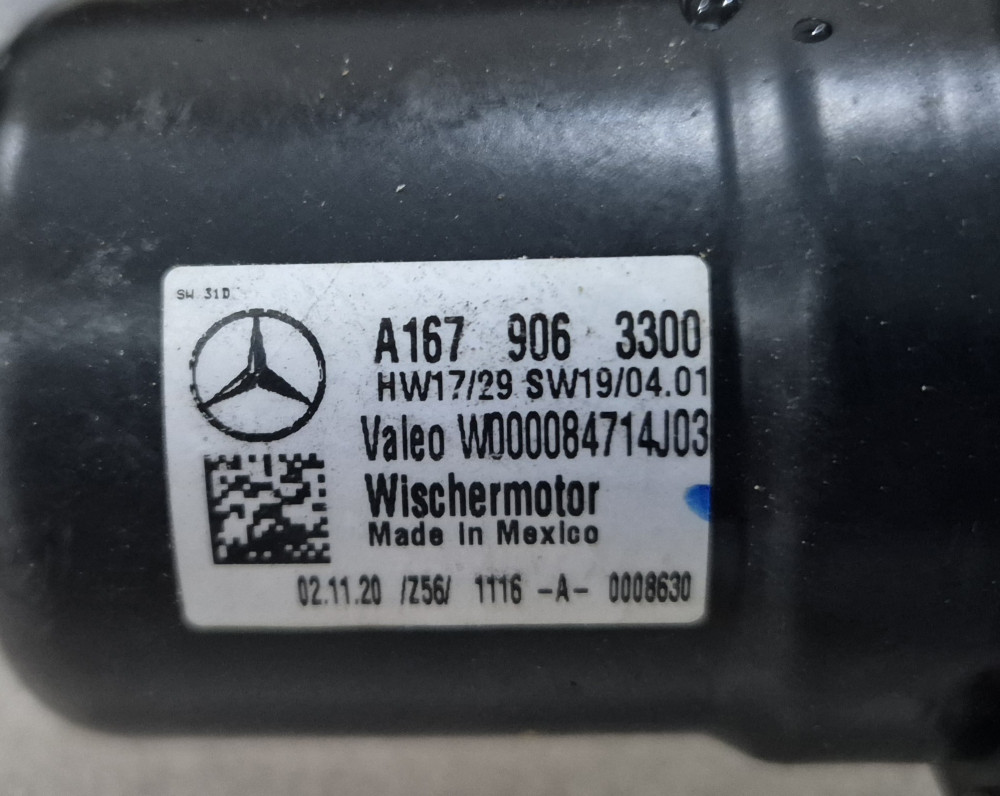 SW 31D
A167 906 3300
HW17/29 SW19/04.01
Valeo W000084714J03
Wischermotor
Made in Mexico
02.11.20 /Z56/ 1116 -A- 0008630